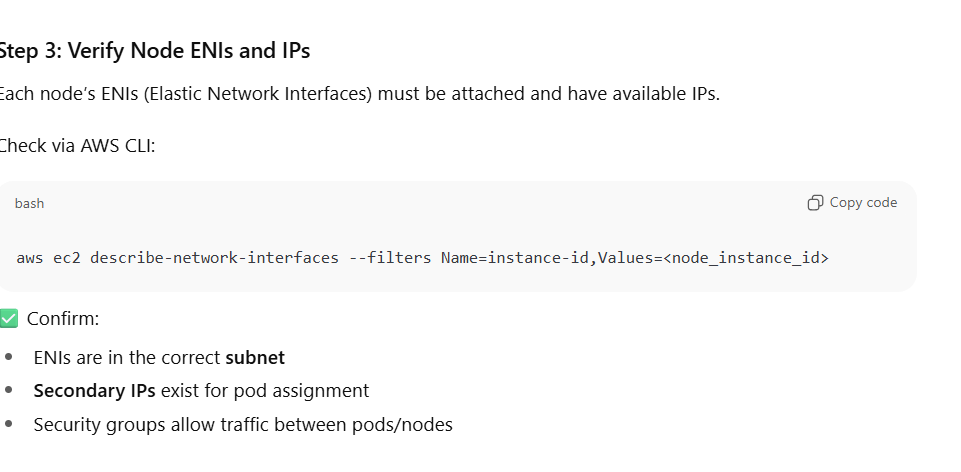 Step 3: Verify Node ENIs and IPs
Each node's ENIs (Elastic Network Interfaces) must be attached and have available IPs.
Check via AWS CLI:
bash
Copy code
aws ec2 describe-network-interfaces --filters Name=instance-id,Values=<node_instance_id>
✅ Confirm:
• ENIs are in the correct subnet
• Secondary IPs exist for pod assignment
• Security groups allow traffic between pods/nodes